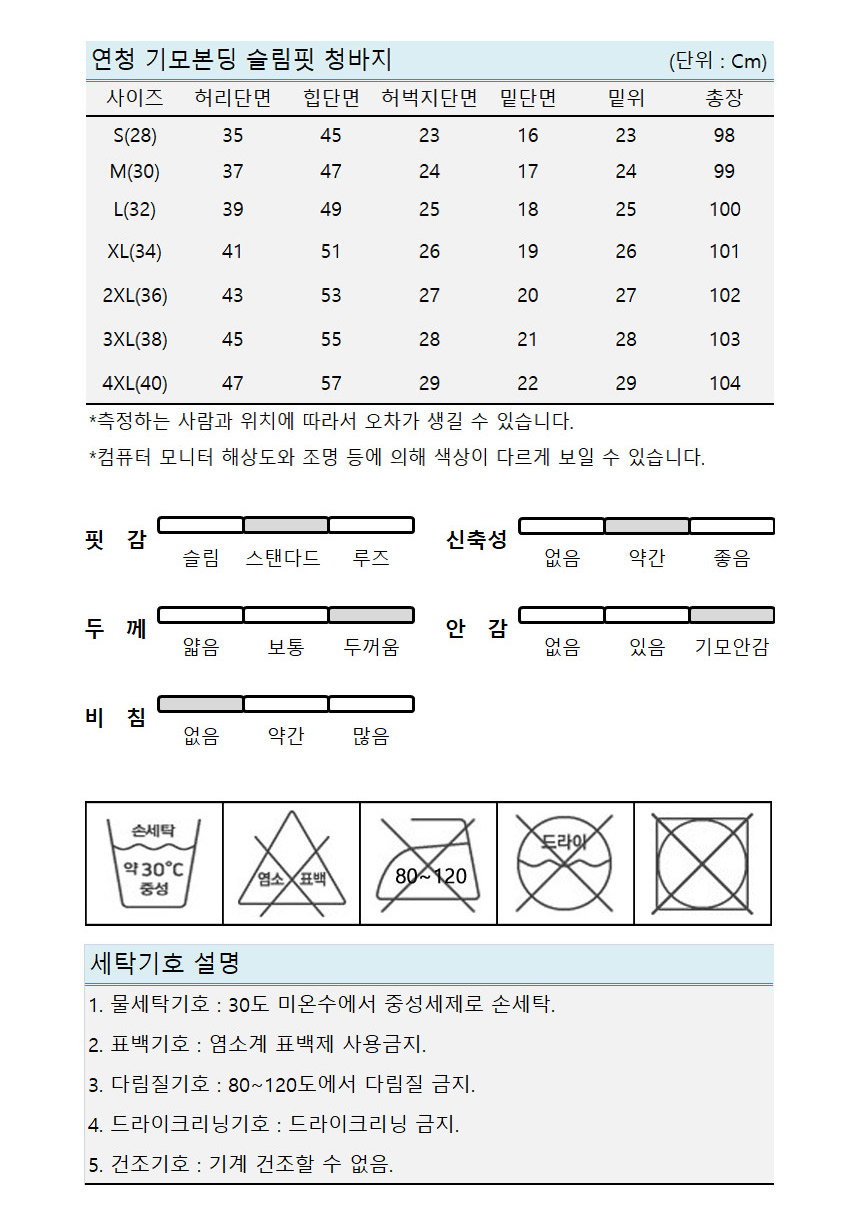 연청 기모본딩 슬림핏 청바지 (단위 : Cm)
사이즈 허리단면 힙단면 허벅지단면 밑단면 밑위 총장
S(28) 35 45 23 16 23 98
M(30) 37 47 24 17 24 99
L(32) 39 49 25 18 25 100
XL(34) 41 51 26 19 26 101
2XL(36) 43 53 27 20 27 102
3XL(38) 45 55 28 21 28 103
4XL(40) 47 57 29 22 29 104
*측정하는 사람과 위치에 따라서 오차가 생길 수 있습니다.
*컴퓨터 모니터 해상도와 조명 등에 의해 색상이 다르게 보일 수 있습니다.
핏 감 슬림 스탠다드 루즈
신축성 없음 약간 좋음
두 께 얇음 보통 두꺼움
안 감 없음 있음 기모안감
비 침 없음 약간 많음
손세탁
약 30°C
중성
염소 표백
80~120
드라이
세탁기호 설명
1. 물세탁기호 : 30도 미온수에서 중성세제로 손세탁.
2. 표백기호 : 염소계 표백제 사용금지.
3. 다림질기호 : 80~120도에서 다림질 금지.
4. 드라이크리닝기호 : 드라이크리닝 금지.
5. 건조기호 : 기계 건조할 수 없음.